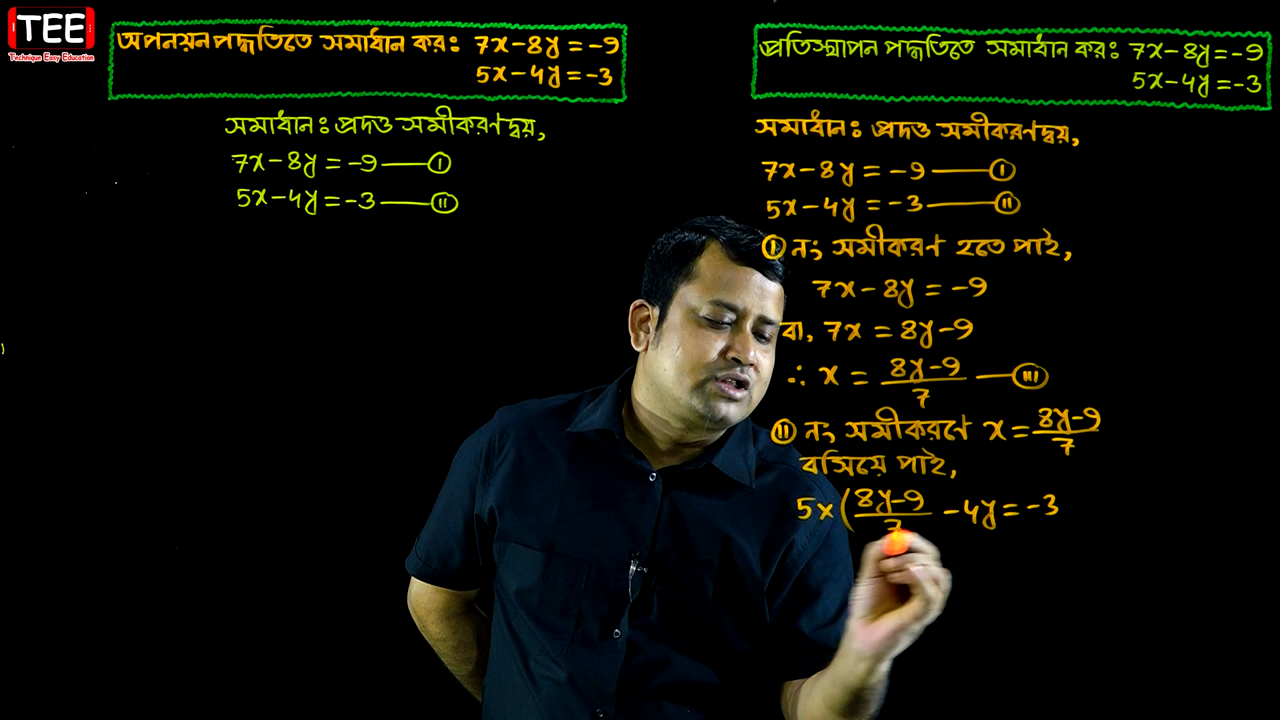 TEE
Technique Easy Education
অপনয়ন পদ্ধতিতে সমাধান কর: 7x-8y=-9
5x-4y=-3
সমাধান: প্রদত্ত সমীকরণদ্বয়,
7x-8y=-9 —— (I)
5x-4y=-3 —— (II)
প্রতিস্থাপন পদ্ধতিতে সমাধান কর: 7x-8y=-9
5x-4y=-3
সমাধান: প্রদত্ত সমীকরণদ্বয়,
7x-8y=-9 —— (I)
5x-4y=-3 —— (II)
(I) নং সমীকরণ হতে পাই,
7x-8y=-9
বা, 7x=8y-9
∴ x = (8y-9)/7 —— (III)
(II) নং সমীকরণে x=(8y-9)/7
বসিয়ে পাই,
5×((8y-9)/7 -4y=-3